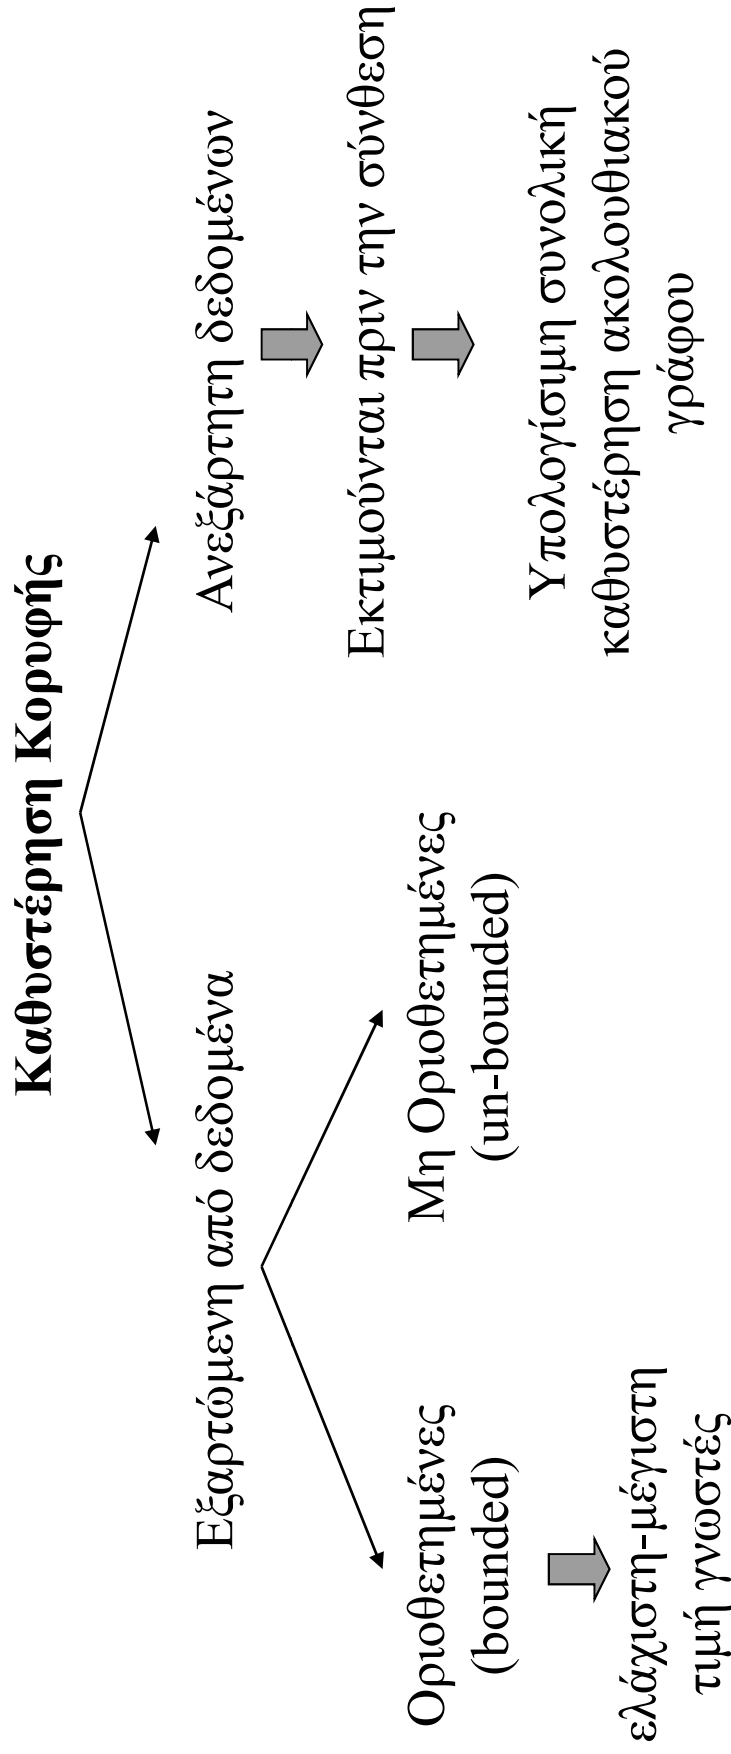 Καθυστέρηση Κορυφής
Ανεξάρτητη δεδομένων
Εκτιμούνται πριν την σύνθεση
Υπολογίσιμη συνολική
καθυστέρηση ακολουθιακού
γράφου
Εξαρτώμενη από δεδομένα
Μη Οριοθετημένες
(un-bounded)
Οριοθετημένες
(bounded)
ελάχιστη-μέγιστη
τιμή γνωστές